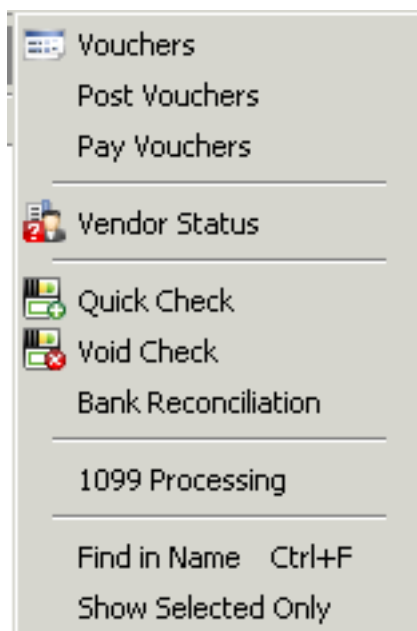 Vouchers
Post Vouchers
Pay Vouchers
Vendor Status
Quick Check
Void Check
Bank Reconciliation
1099 Processing
Find in Name Ctrl+F
Show Selected Only